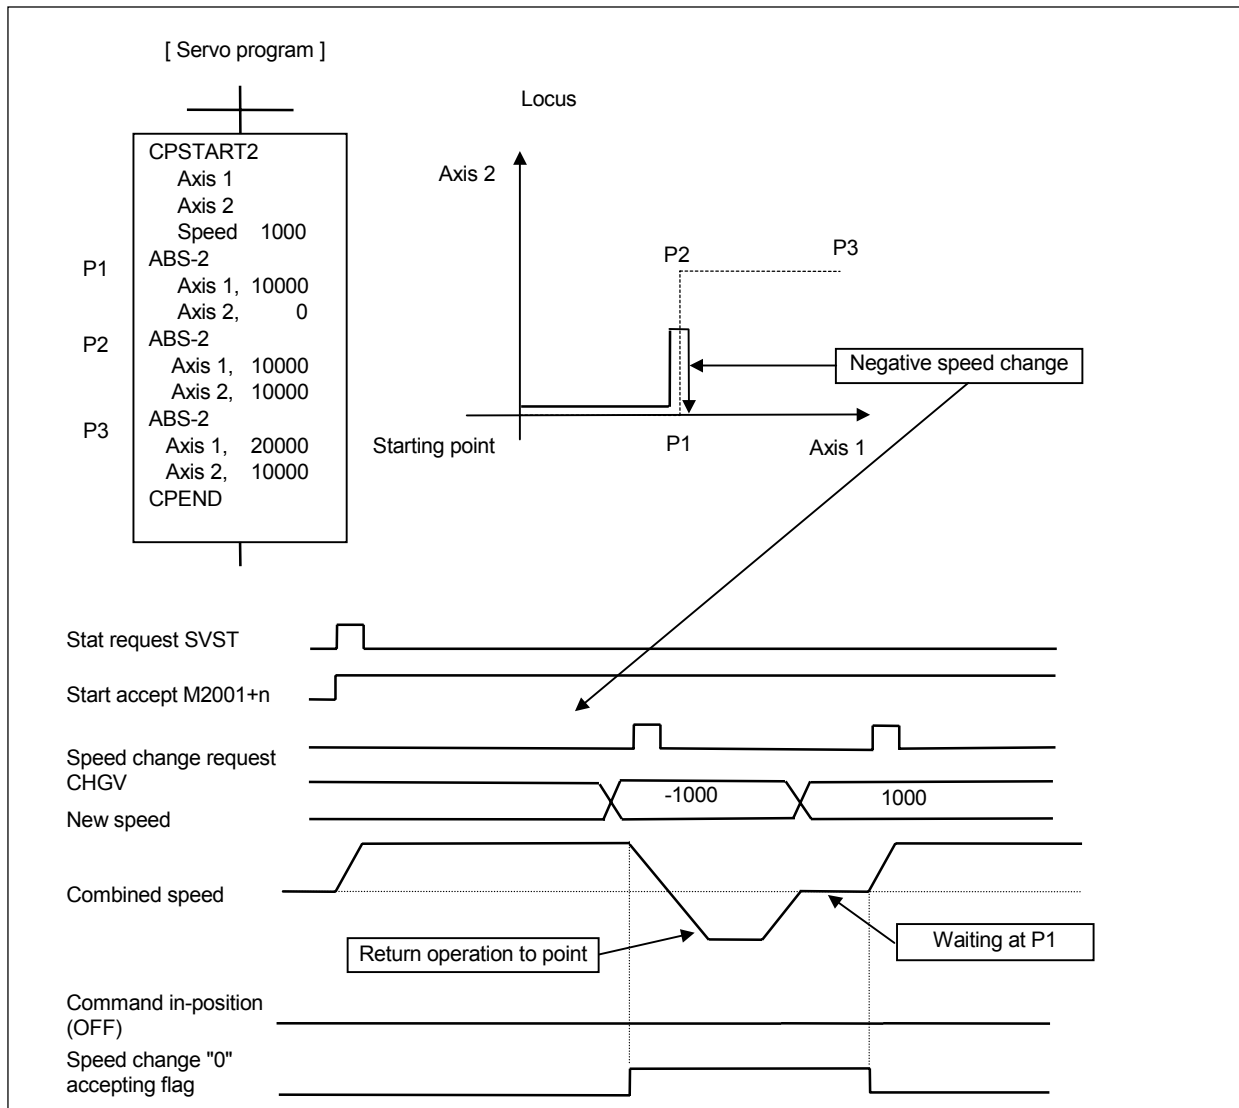 [ Servo program ]
CPSTART2
Axis 1
Axis 2
Speed 1000
P1 ABS-2
Axis 1, 10000
Axis 2, 0
P2 ABS-2
Axis 1, 10000
Axis 2, 10000
P3 ABS-2
Axis 1, 20000
Axis 2, 10000
CPEND
Locus
Axis 2
P2
P3
Negative speed change
Starting point
P1
Axis 1
Stat request SVST
Start accept M2001+n
Speed change request
CHGV
-1000
1000
New speed
Combined speed
Return operation to point
Waiting at P1
Command in-position
(OFF)
Speed change "0"
accepting flag